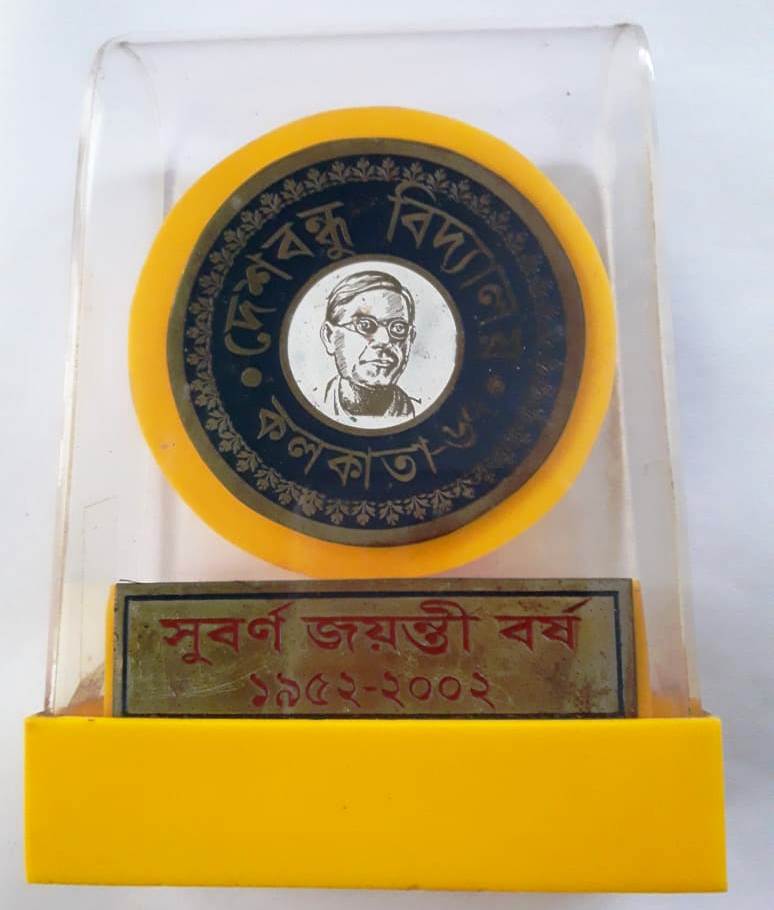 দেশবন্ধু বিদ্যালয়
কলকাতা-৬
সুবর্ণ জয়ন্তী বর্ষ
১৯৫২-২০০২